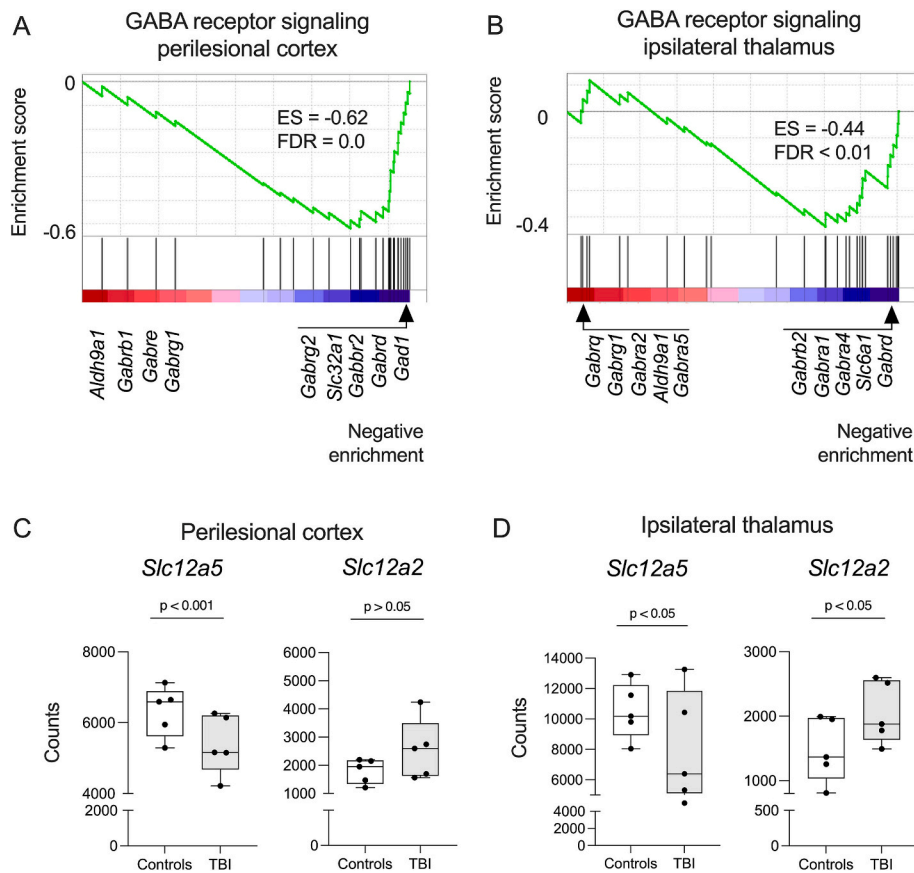 A
GABA receptor signaling
perilesional cortex
Enrichment score
0
-0.6
ES = -0.62
FDR = 0.0
Aldh9a1
Gabrb1
Gabre
Gabrg1
Gabrg2
Slc32a1
Gabbr2
Gabrd
Gad1
Negative
enrichment
B
GABA receptor signaling
ipsilateral thalamus
Enrichment score
0
-0.4
ES = -0.44
FDR < 0.01
Gabrq
Gabrg1
Gabra2
Aldh9a1
Gabra5
Gabrb2
Gabra1
Gabra4
Slc6a1
Gabrd
Negative
enrichment
C
Perilesional cortex
Slc12a5
p < 0.001
Counts
8000
6000
4000
2000
0
Controls
TBI
Slc12a2
p > 0.05
6000
5000
4000
3000
2000
1000
0
Controls
TBI
D
Ipsilateral thalamus
Slc12a5
p < 0.05
Counts
14000
12000
10000
8000
6000
4000
2000
0
Controls
TBI
Slc12a2
p < 0.05
3000
2000
1000
500
0
Controls
TBI